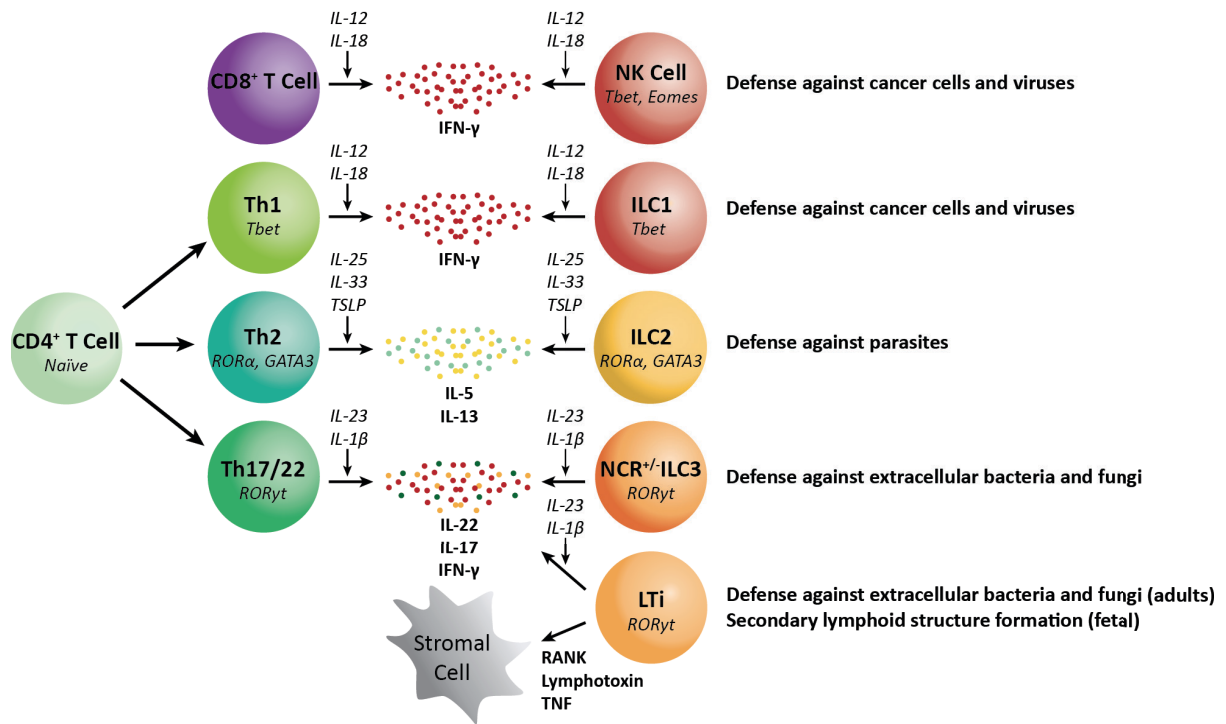 IL-12
IL-18
CD8⁺ T Cell
IFN-γ
IL-12
IL-18
NK Cell
Tbet, Eomes
Defense against cancer cells and viruses
IL-12
IL-18
Th1
Tbet
IFN-γ
IL-12
IL-18
ILC1
Tbet
Defense against cancer cells and viruses
CD4⁺ T Cell
Naïve
IL-25
IL-33
TSLP
Th2
RORα, GATA3
IL-5
IL-13
IL-25
IL-33
TSLP
ILC2
RORα, GATA3
Defense against parasites
IL-23
IL-1β
Th17/22
RORyt
IL-22
IL-17
IFN-γ
IL-23
IL-1β
NCR⁺/⁻ILC3
RORyt
Defense against extracellular bacteria and fungi
IL-23
IL-1β
LTi
RORyt
Defense against extracellular bacteria and fungi (adults)
Secondary lymphoid structure formation (fetal)
Stromal
Cell
RANK
Lymphotoxin
TNF